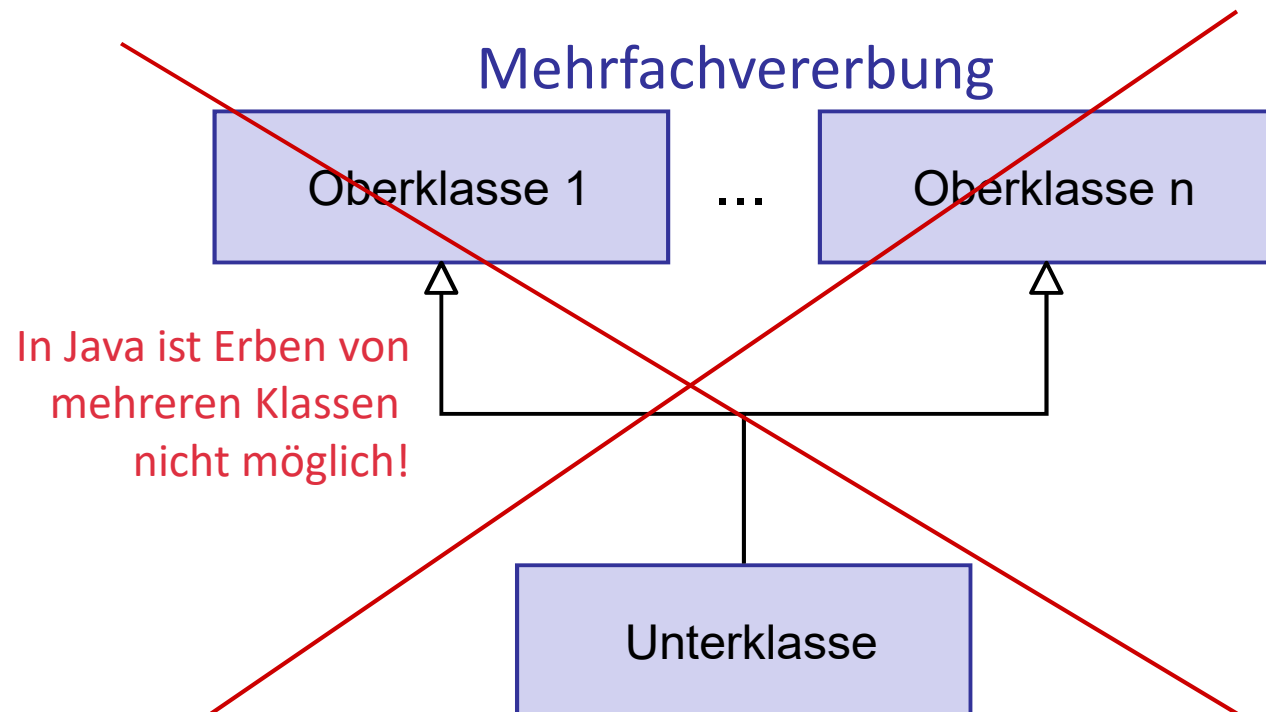 Mehrfachvererbung
Oberklasse 1
...
Oberklasse n
In Java ist Erben von
mehreren Klassen
nicht möglich!
Unterklasse